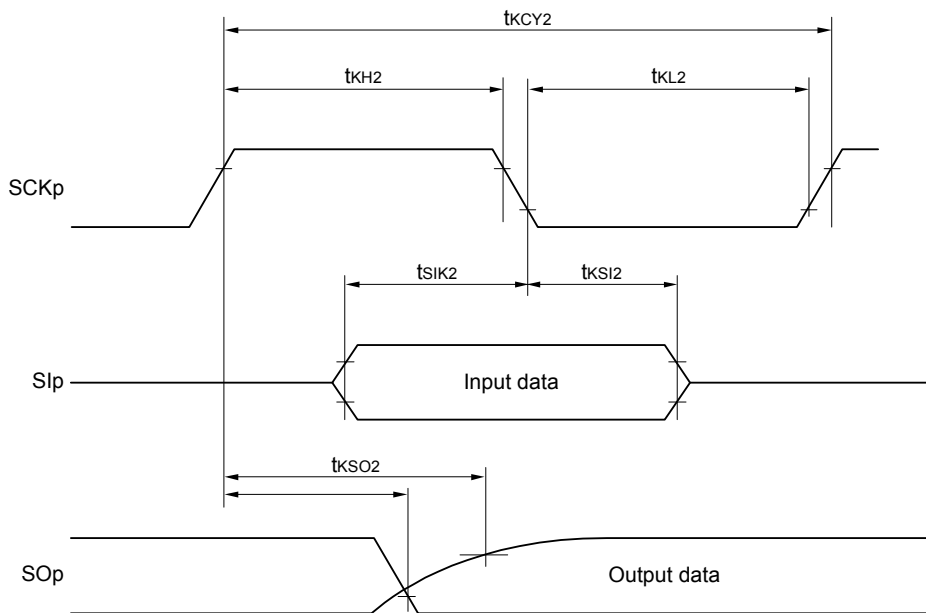 tKCY2
tKH2
tKL2
SCKp
tSIK2
tKSI2
SIp
Input data
tKSO2
SOp
Output data